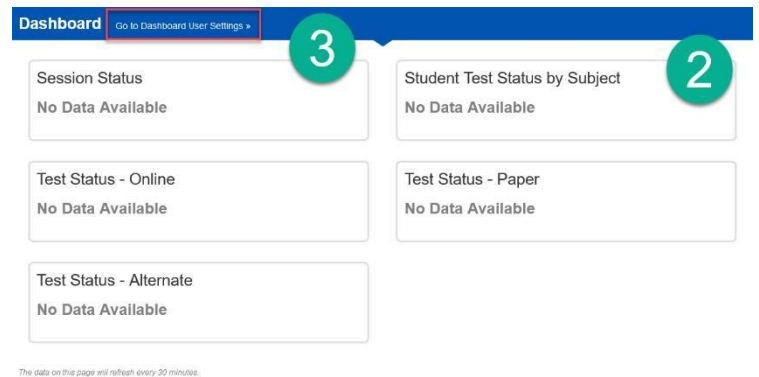 Dashboard Go to Dashboard User Settings »
3
2
Session Status
No Data Available
Student Test Status by Subject
No Data Available
Test Status - Online
No Data Available
Test Status - Paper
No Data Available
Test Status - Alternate
No Data Available
The data on this page will refresh every 30 minutes.